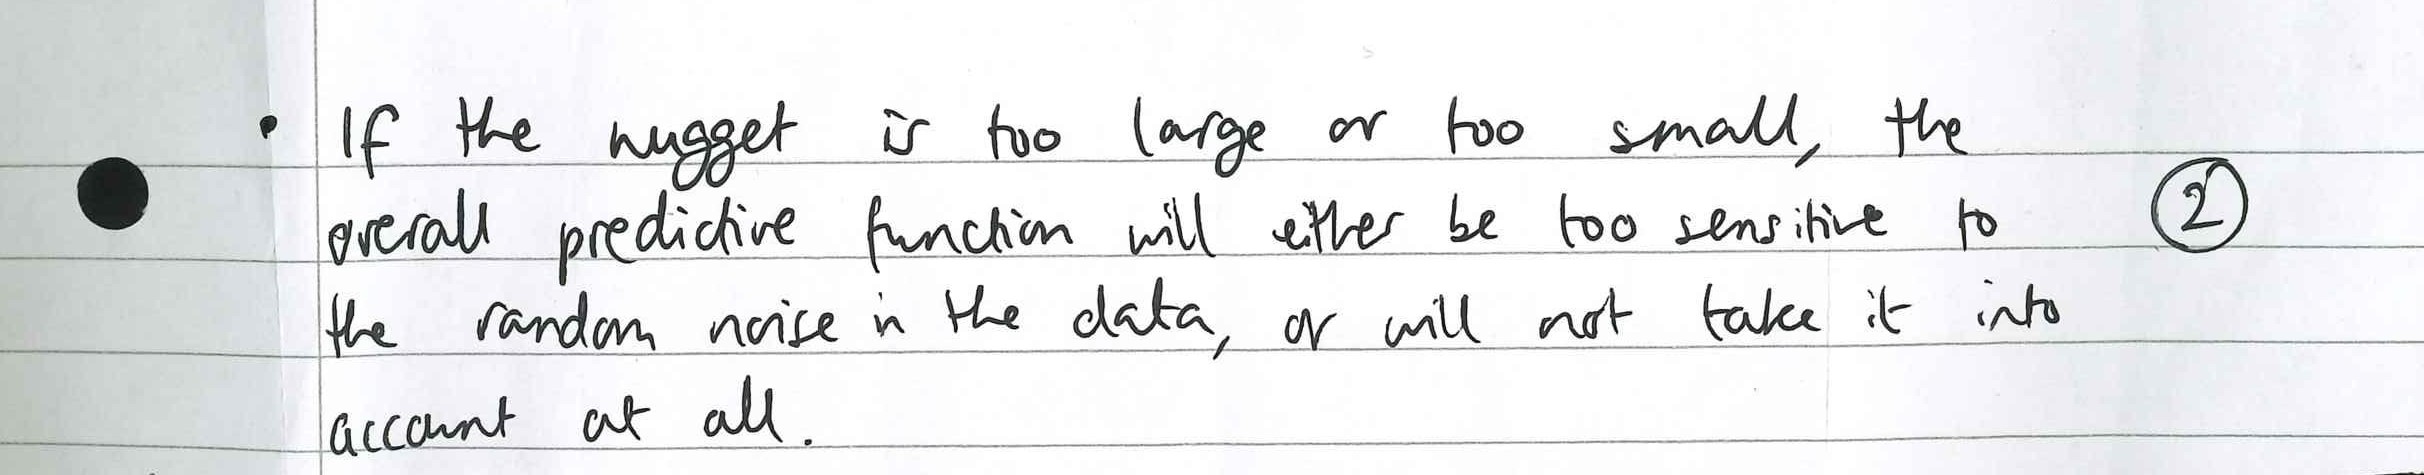 • If the nugget is too large or too small, the
overall predictive function will either be too sensitive to ②
the random noise in the data, or will not take it into
account at all.